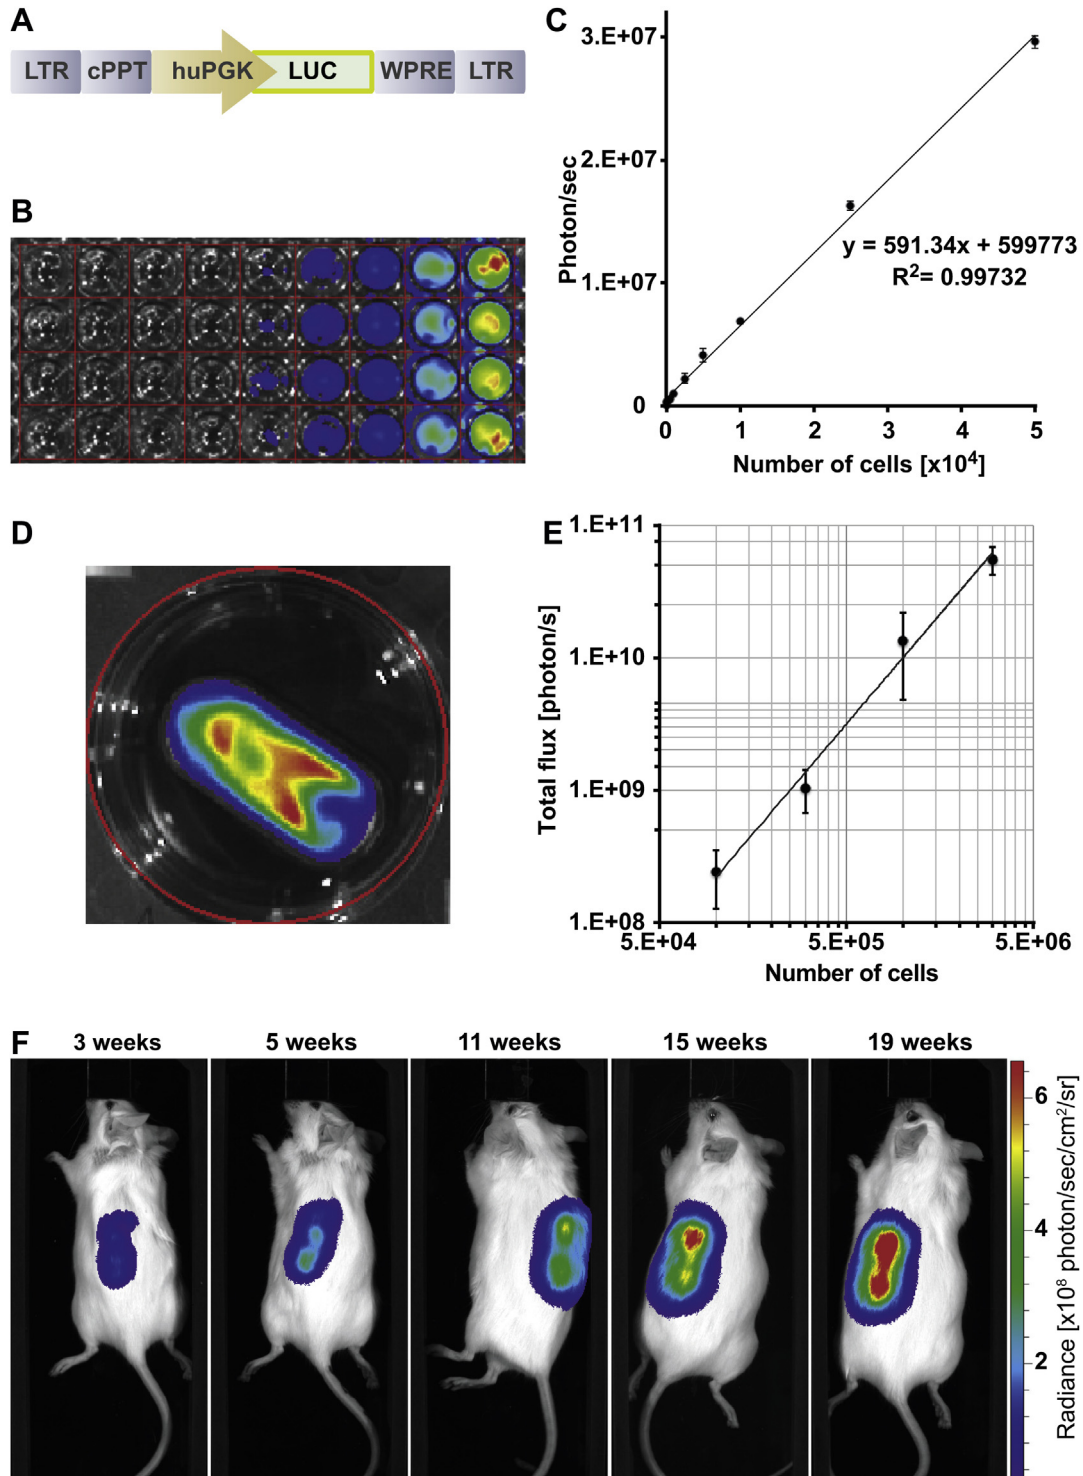 A
LTR cPPT huPGK LUC WPRE LTR
B
C
3.E+07
2.E+07
1.E+07
0
Photon/sec
y = 591.34x + 599773
R²= 0.99732
0 1 2 3 4 5
Number of cells [x10⁴]
D
E
1.E+11
1.E+10
1.E+09
1.E+08
Total flux [photon/s]
5.E+04 5.E+05 5.E+06
Number of cells
F
3 weeks 5 weeks 11 weeks 15 weeks 19 weeks
6
4
2
Radiance [x10⁸ photon/sec/cm²/sr]